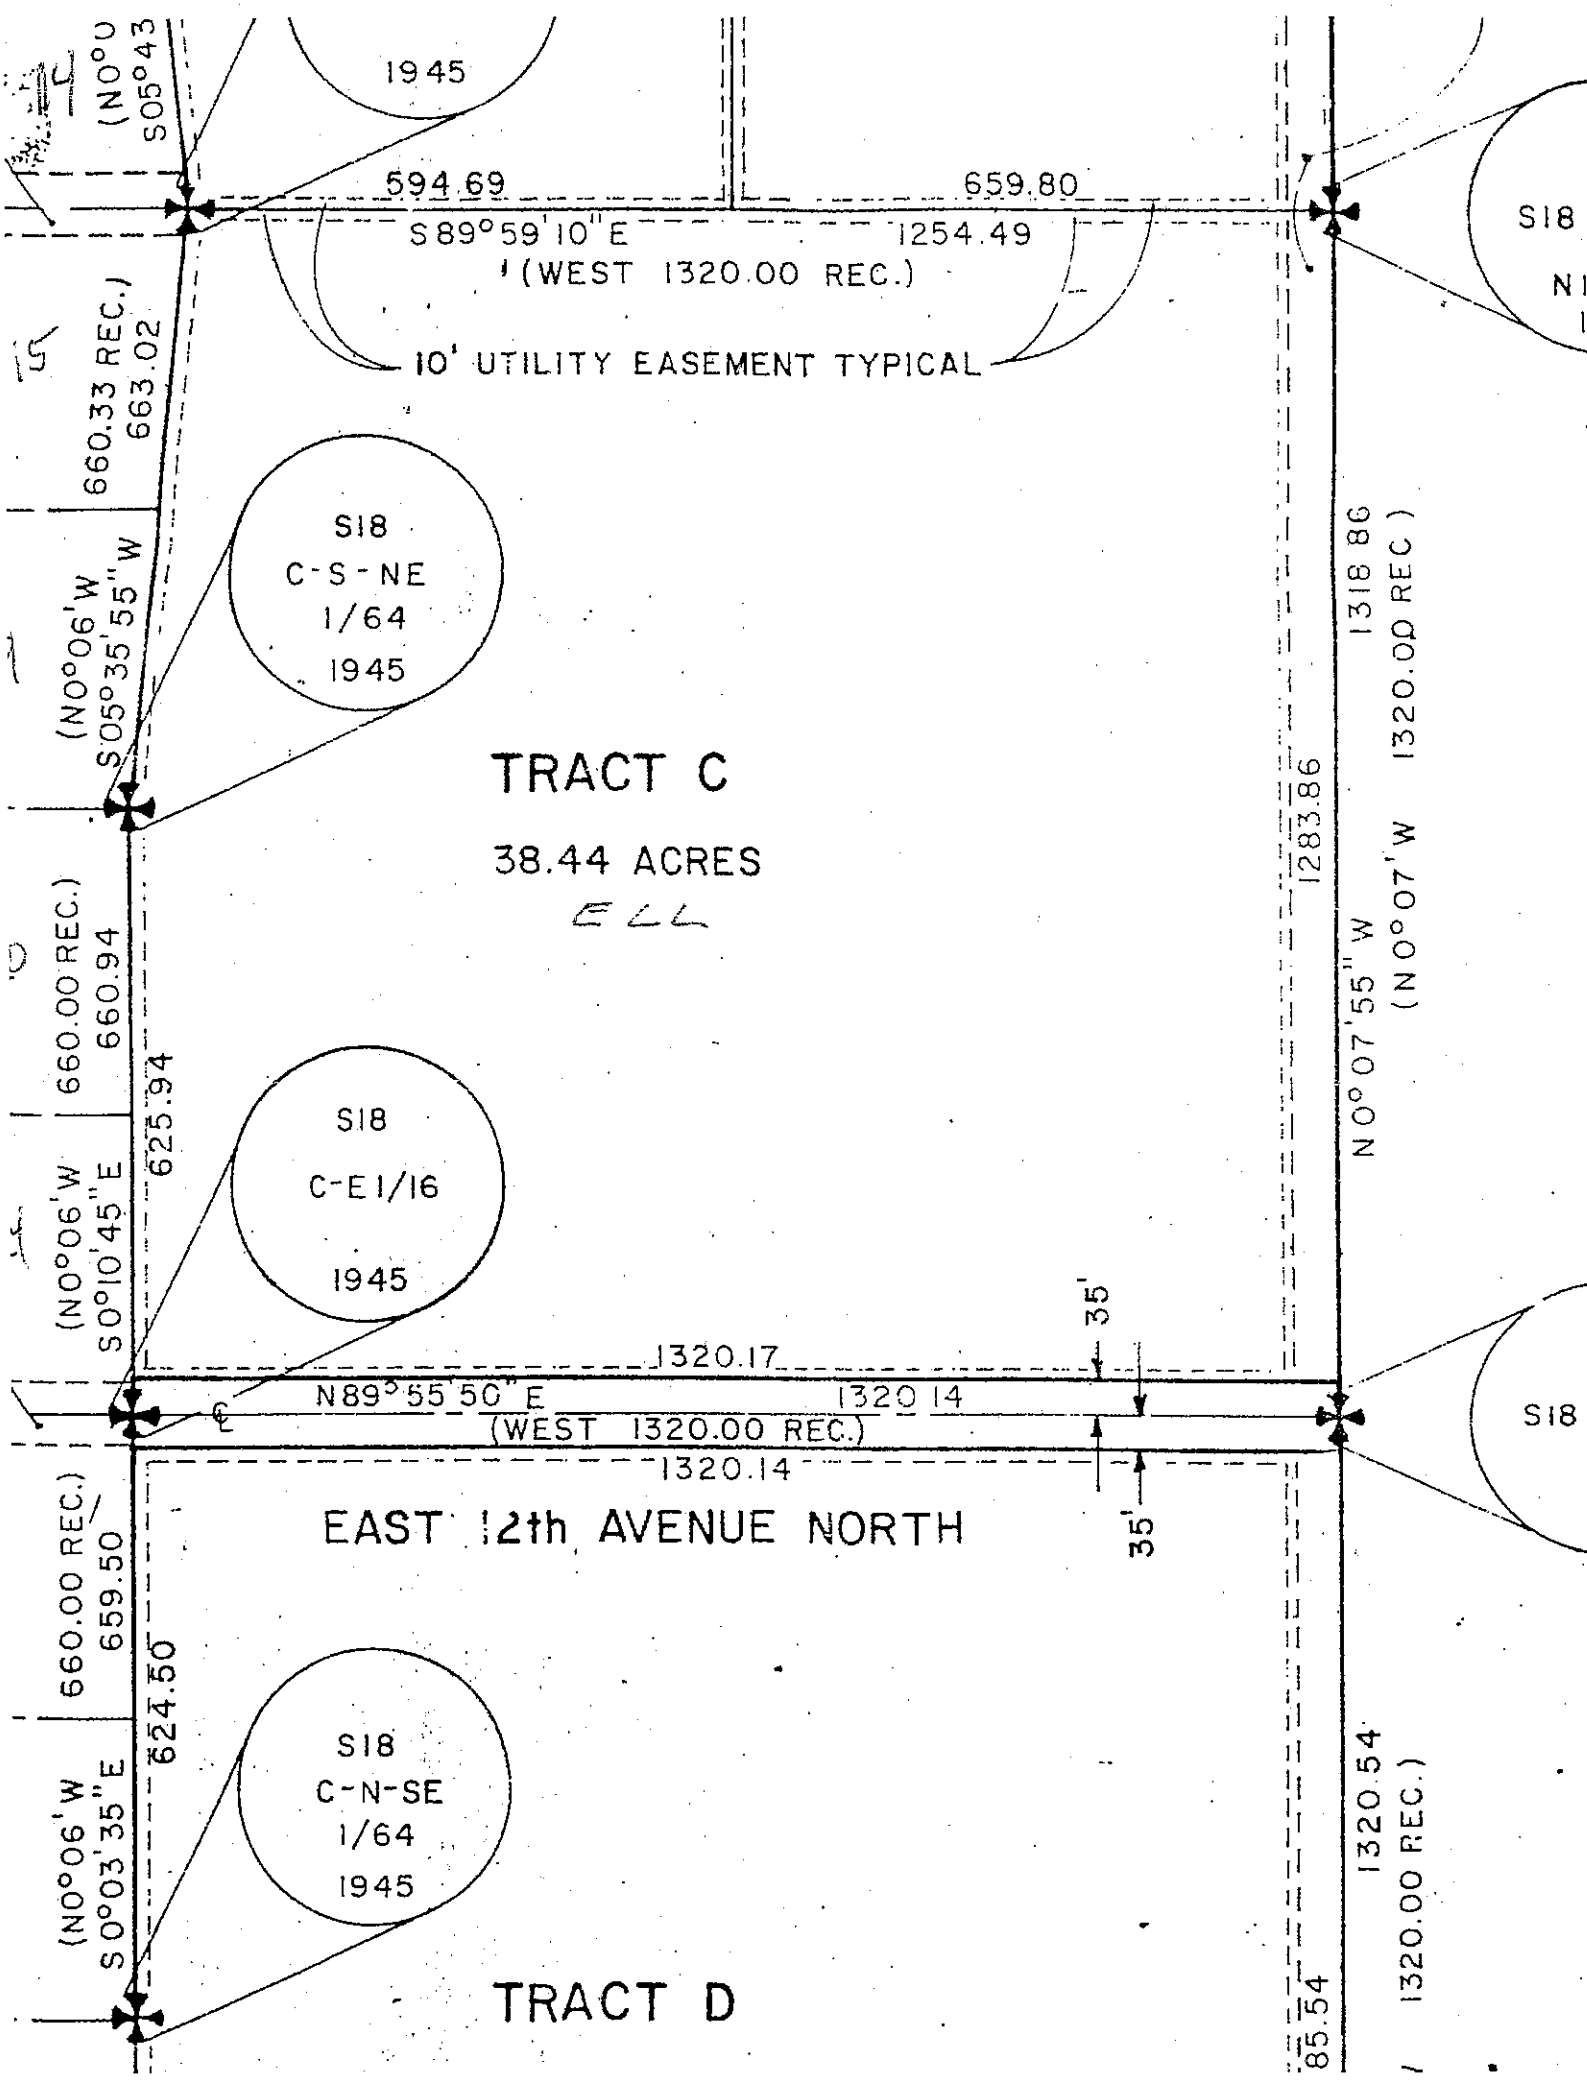 (N0°0
S05°43
1945
594.69
659.80
S89°59'10"E
1254.49
(WEST 1320.00 REC.)
S18
N1
10' UTILITY EASEMENT TYPICAL
15
660.33 REC.)
663.02
(N0°06'W
S05°35'55"W
S18
C-S-NE
1/64
1945
1318 86
1320.00 REC)
1283.86
N0°07'55"W
(N0°07'W
TRACT C
38.44 ACRES
ELL
660.00 REC.)
660.94
625.94
(N0°06'W
S0°10'45"E
S18
C-E1/16
1945
35'
1320.17
N89°55'50"E
1320 14
(WEST 1320.00 REC.)
1320.14
35'
S18
EAST 12th AVENUE NORTH
660.00 REC.)
659.50
624.50
(N0°06'W
S0°03'35"E
S18
C-N-SE
1/64
1945
1320.54
1320.00 REC.)
85.54
TRACT D